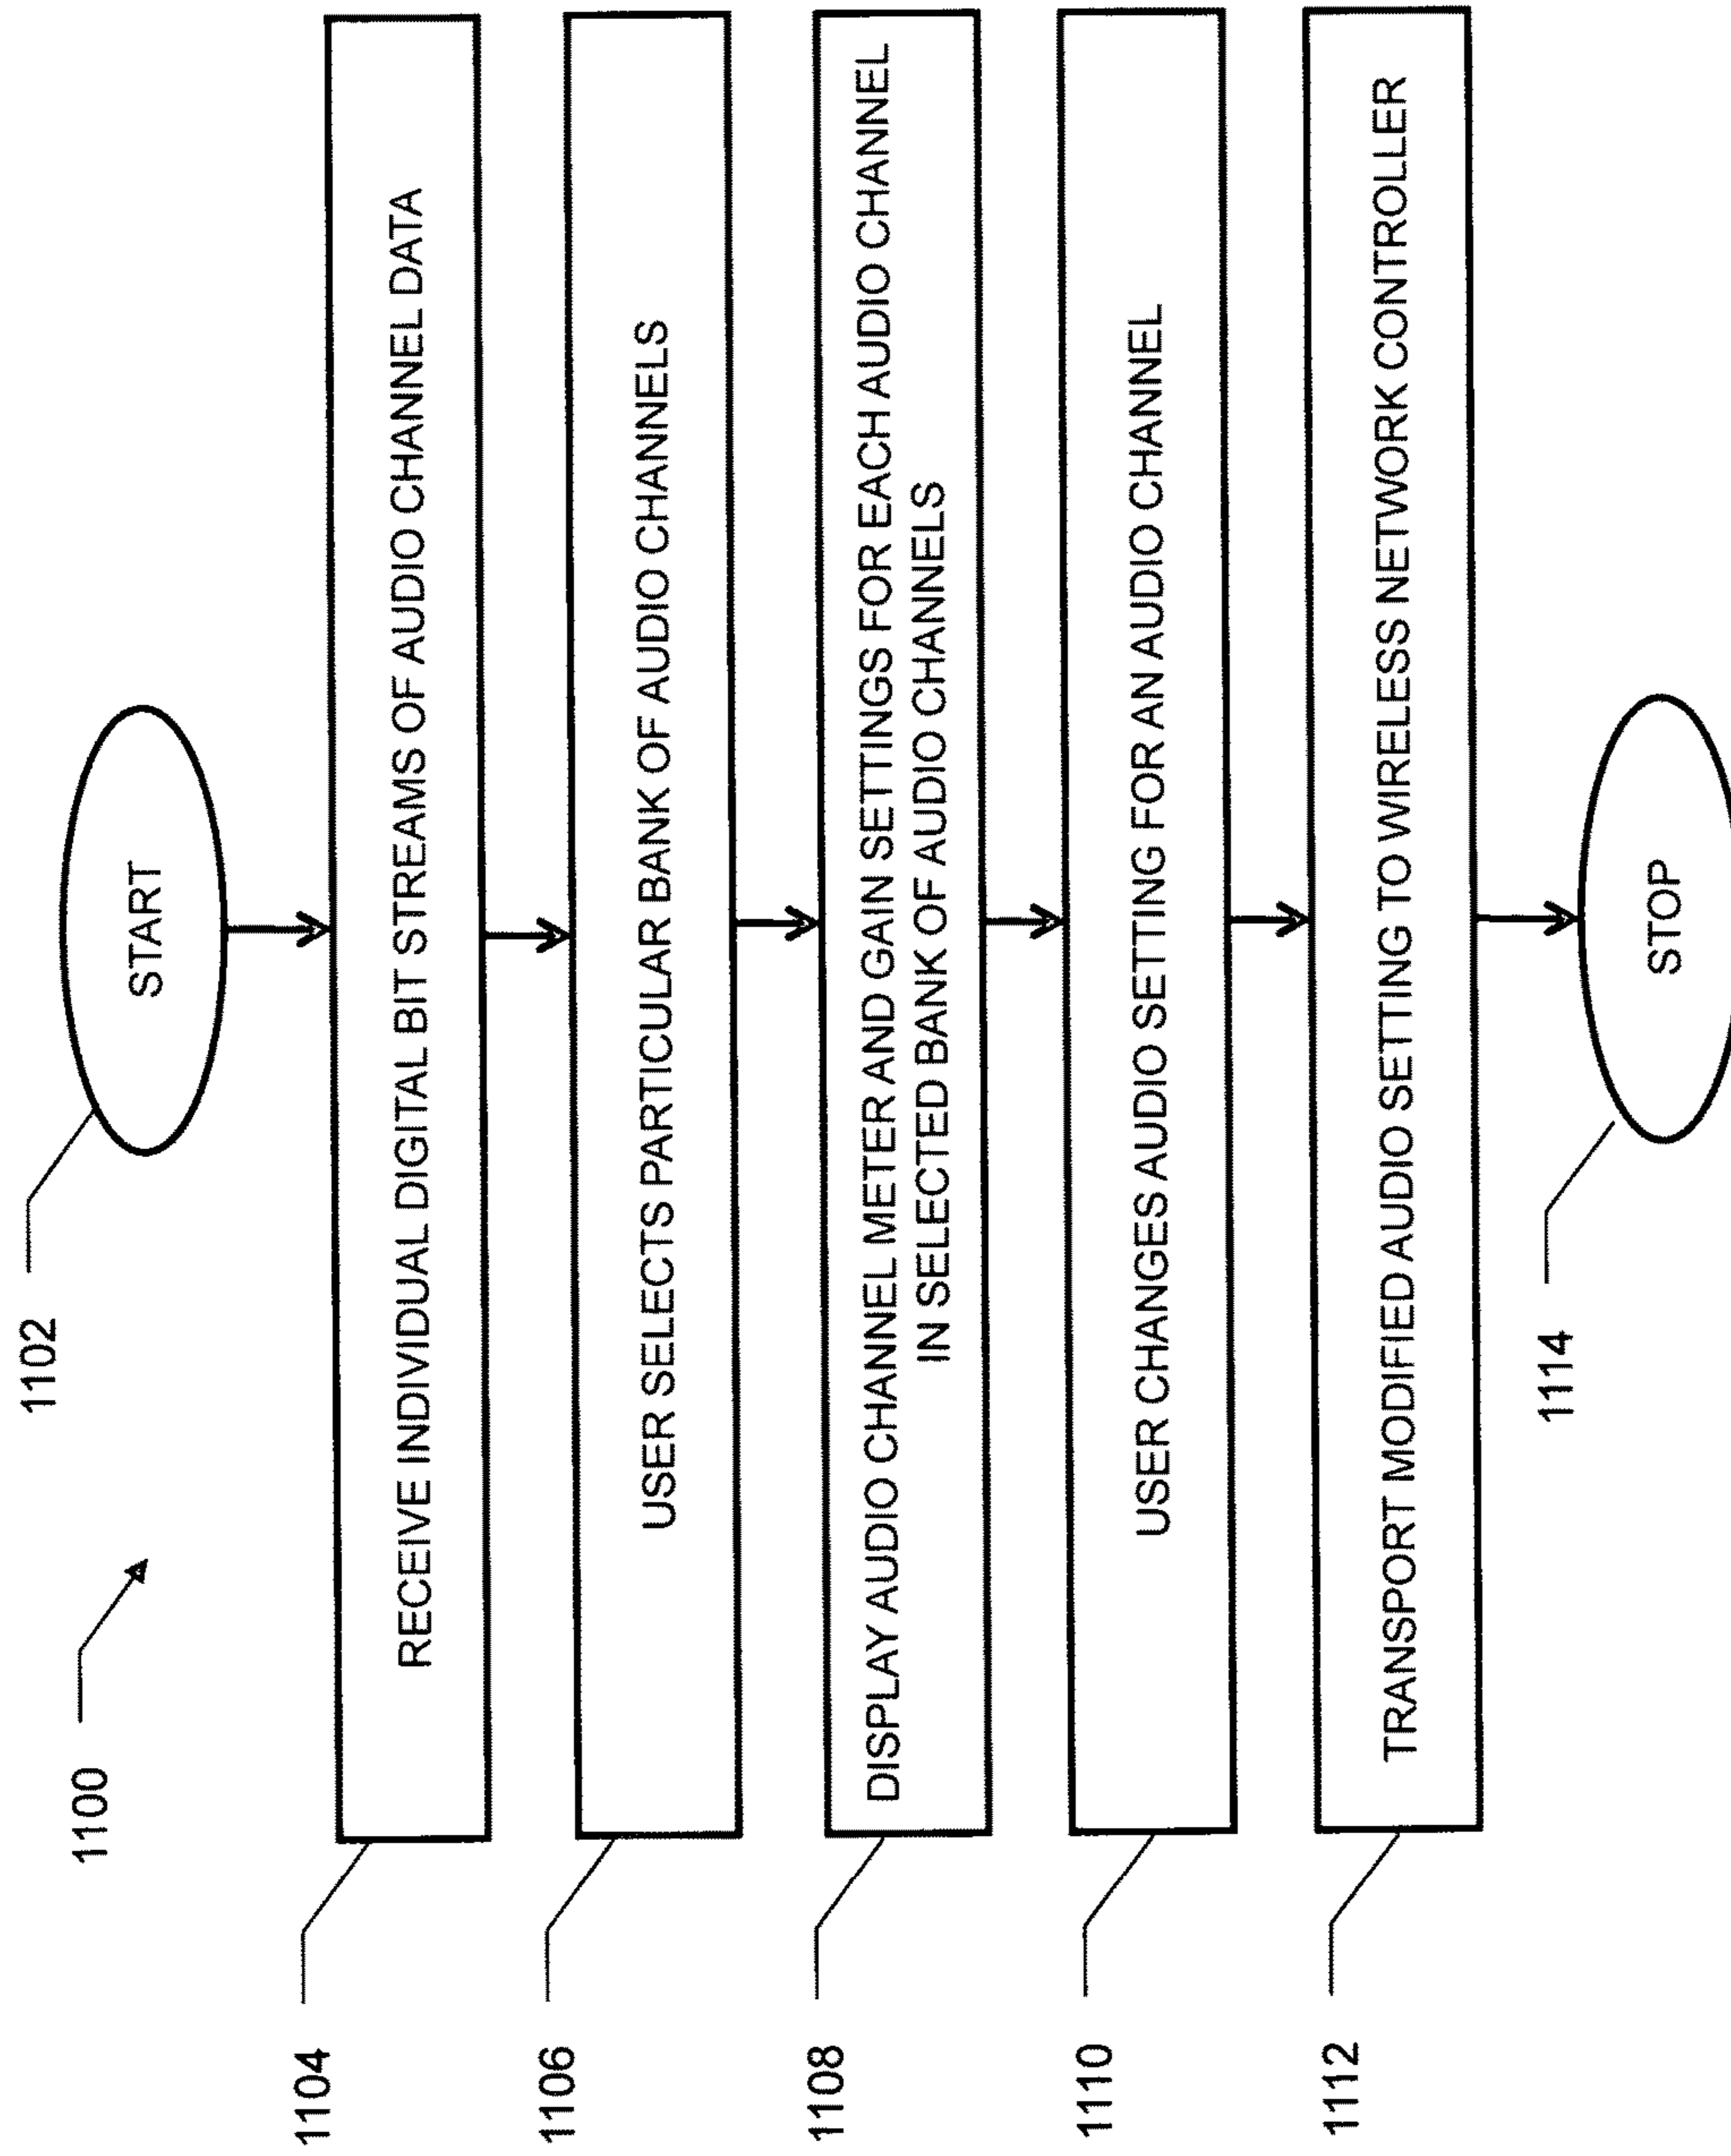 1100
1102
START
1104
RECEIVE INDIVIDUAL DIGITAL BIT STREAMS OF AUDIO CHANNEL DATA
1106
USER SELECTS PARTICULAR BANK OF AUDIO CHANNELS
1108
DISPLAY AUDIO CHANNEL METER AND GAIN SETTINGS FOR EACH AUDIO CHANNEL
IN SELECTED BANK OF AUDIO CHANNELS
1110
USER CHANGES AUDIO SETTING FOR AN AUDIO CHANNEL
1112
TRANSPORT MODIFIED AUDIO SETTING TO WIRELESS NETWORK CONTROLLER
1114
STOP